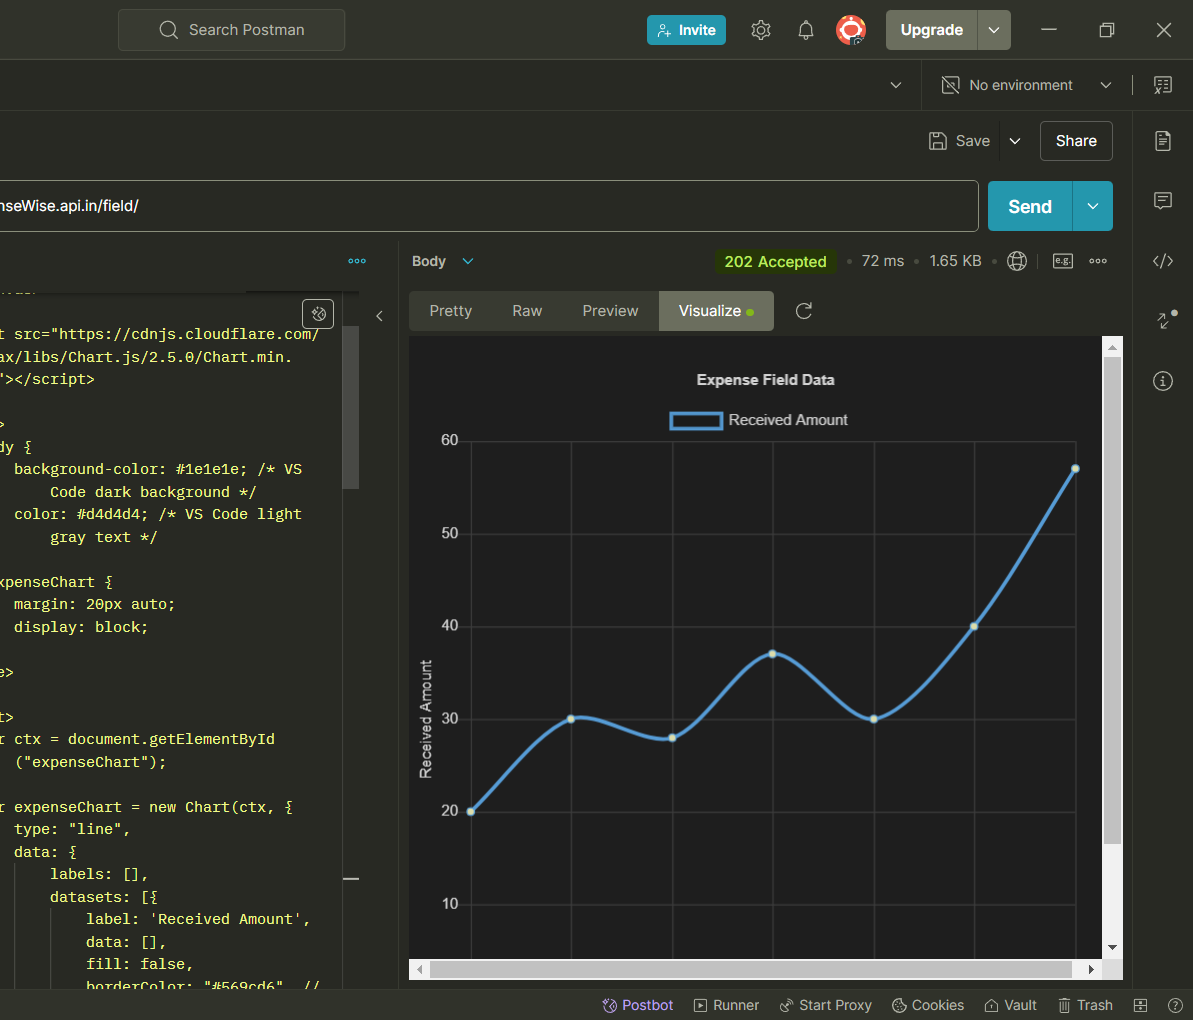 Search Postman
Invite
Upgrade
No environment
Save
Share
nseWise.api.in/field/
Send
Body
202 Accepted
72 ms
1.65 KB
e.g.
Pretty
Raw
Preview
Visualize
t src="https://cdnjs.cloudflare.com/
ax/libs/Chart.js/2.5.0/Chart.min.
"></script>
>
dy {
background-color: #1e1e1e; /* VS
Code dark background */
color: #d4d4d4; /* VS Code light
gray text */
xpenseChart {
margin: 20px auto;
display: block;
e>
t>
r ctx = document.getElementById
("expenseChart");
r expenseChart = new Chart(ctx, {
type: "line",
data: {
labels: [],
datasets: [{
label: 'Received Amount',
data: [],
fill: false,
borderColor: "#569cd6", //
Expense Field Data
Received Amount
60
50
40
30
20
10
Received Amount
Postbot
Runner
Start Proxy
Cookies
Vault
Trash